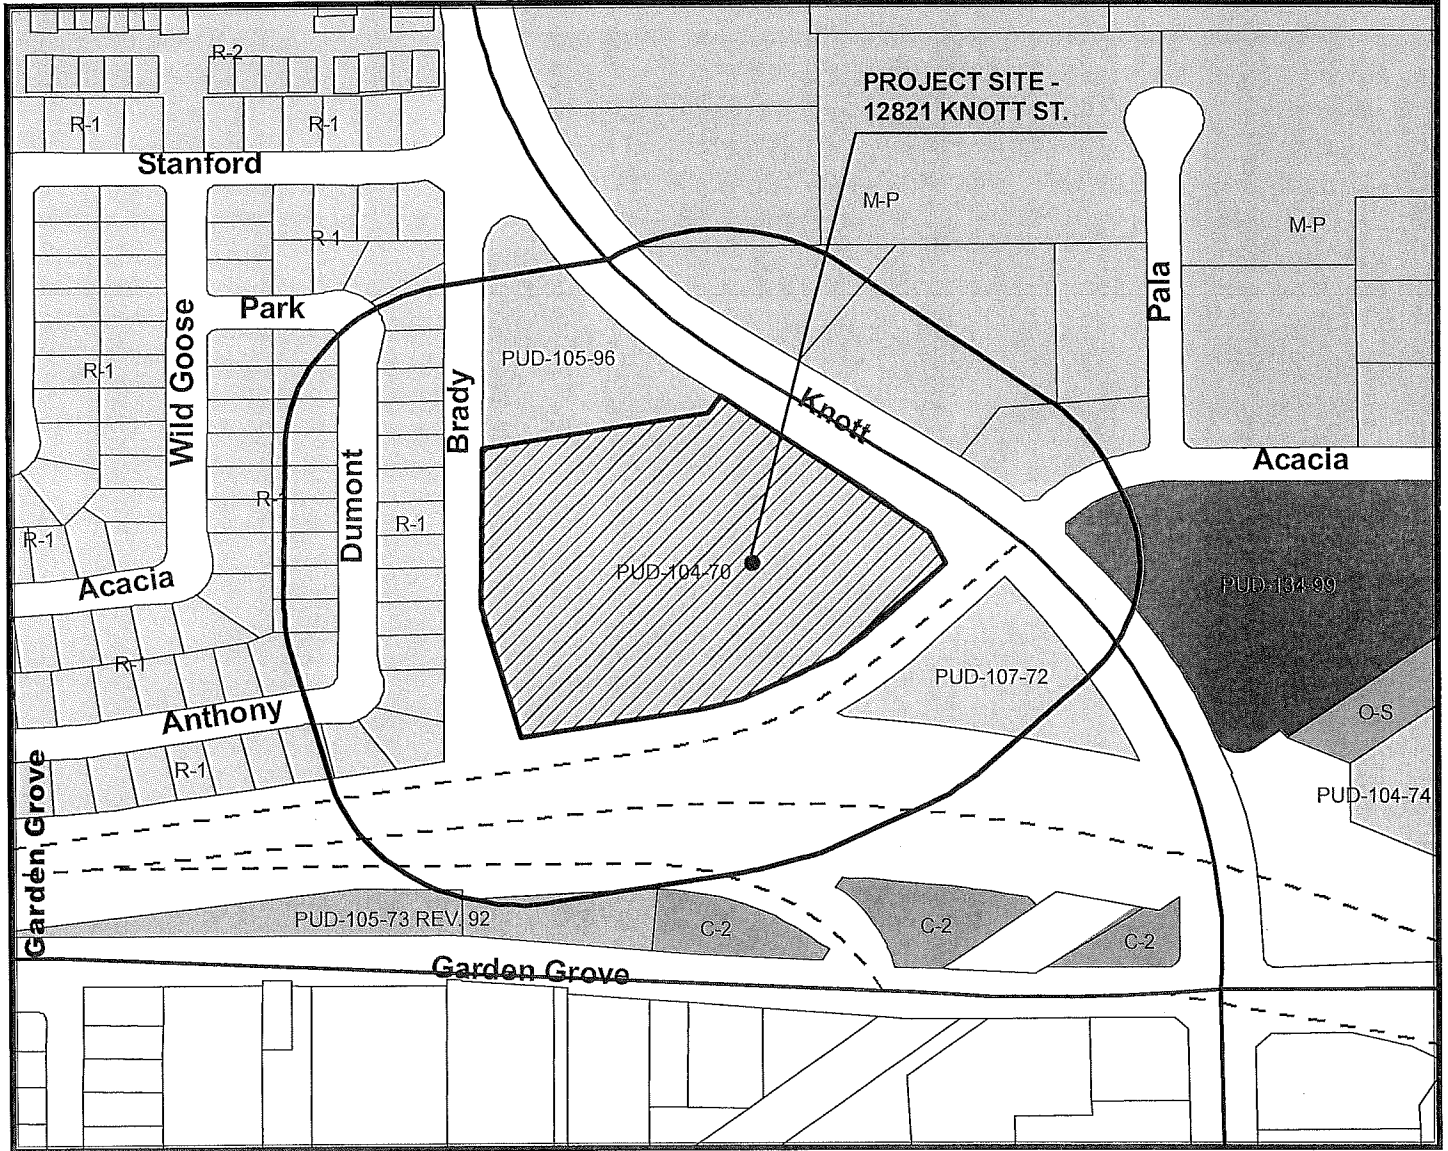 R-2
PROJECT SITE -
12821 KNOTT ST.
R-1
R-1
Stanford
M-P
M-P
R-1
Park
Pala
Wild Goose
PUD-105-96
R-1
Brady
Knott
Acacia
Dumont
R-1
R-1
R-1
Acacia
PUD-104-70
PUD-134-99
R-1
PUD-107-72
Anthony
O-S
R-1
Garden Grove
PUD-104-74
PUD-105-73 REV. 92
C-2
C-2
C-2
Garden Grove